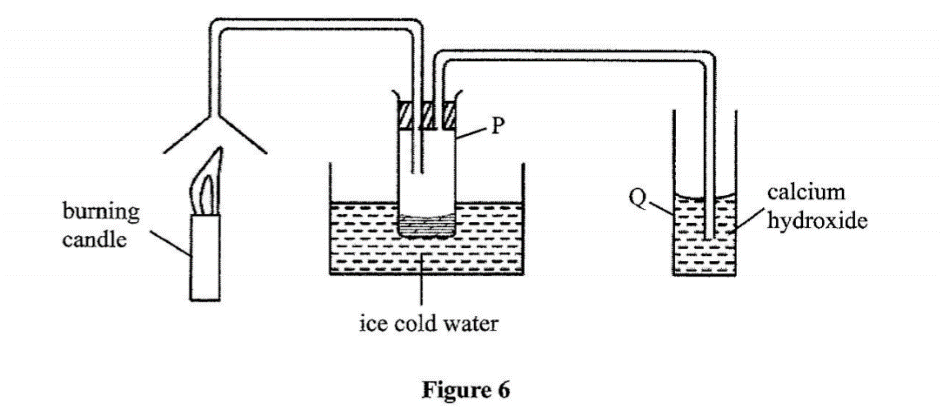 P
Q
calcium
hydroxide
burning
candle
ice cold water
Figure 6